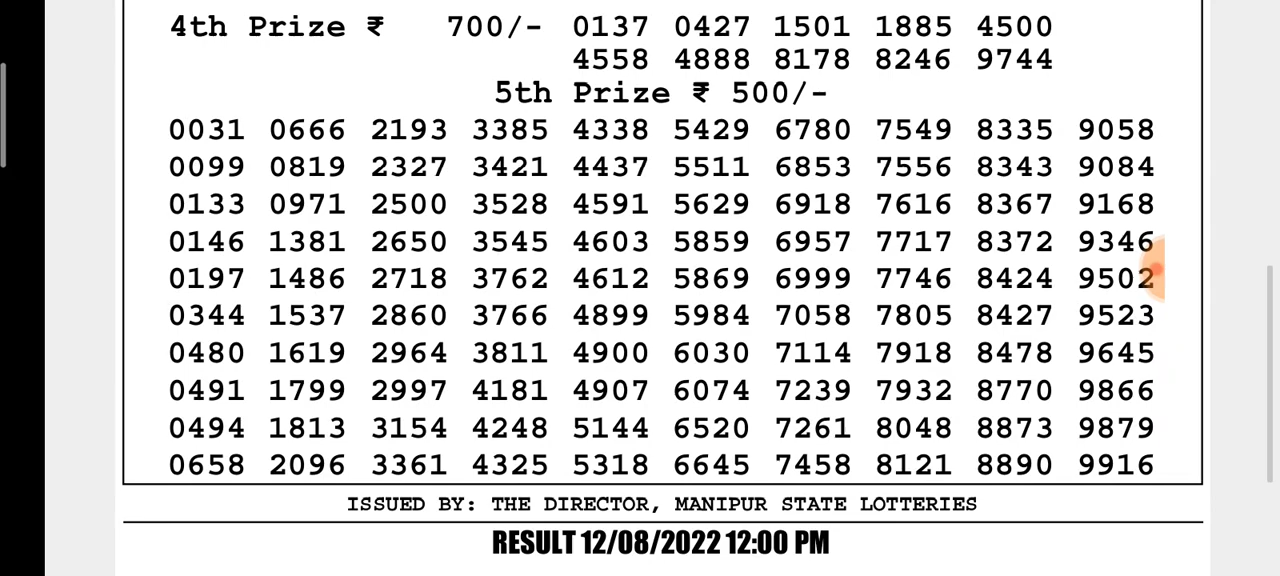 4th Prize ₹ 700/- 0137 0427 1501 1885 4500
4558 4888 8178 8246 9744
5th Prize ₹ 500/-
0031 0666 2193 3385 4338 5429 6780 7549 8335 9058
0099 0819 2327 3421 4437 5511 6853 7556 8343 9084
0133 0971 2500 3528 4591 5629 6918 7616 8367 9168
0146 1381 2650 3545 4603 5859 6957 7717 8372 9346
0197 1486 2718 3762 4612 5869 6999 7746 8424 9502
0344 1537 2860 3766 4899 5984 7058 7805 8427 9523
0480 1619 2964 3811 4900 6030 7114 7918 8478 9645
0491 1799 2997 4181 4907 6074 7239 7932 8770 9866
0494 1813 3154 4248 5144 6520 7261 8048 8873 9879
0658 2096 3361 4325 5318 6645 7458 8121 8890 9916
ISSUED BY: THE DIRECTOR, MANIPUR STATE LOTTERIES
RESULT 12/08/2022 12:00 PM